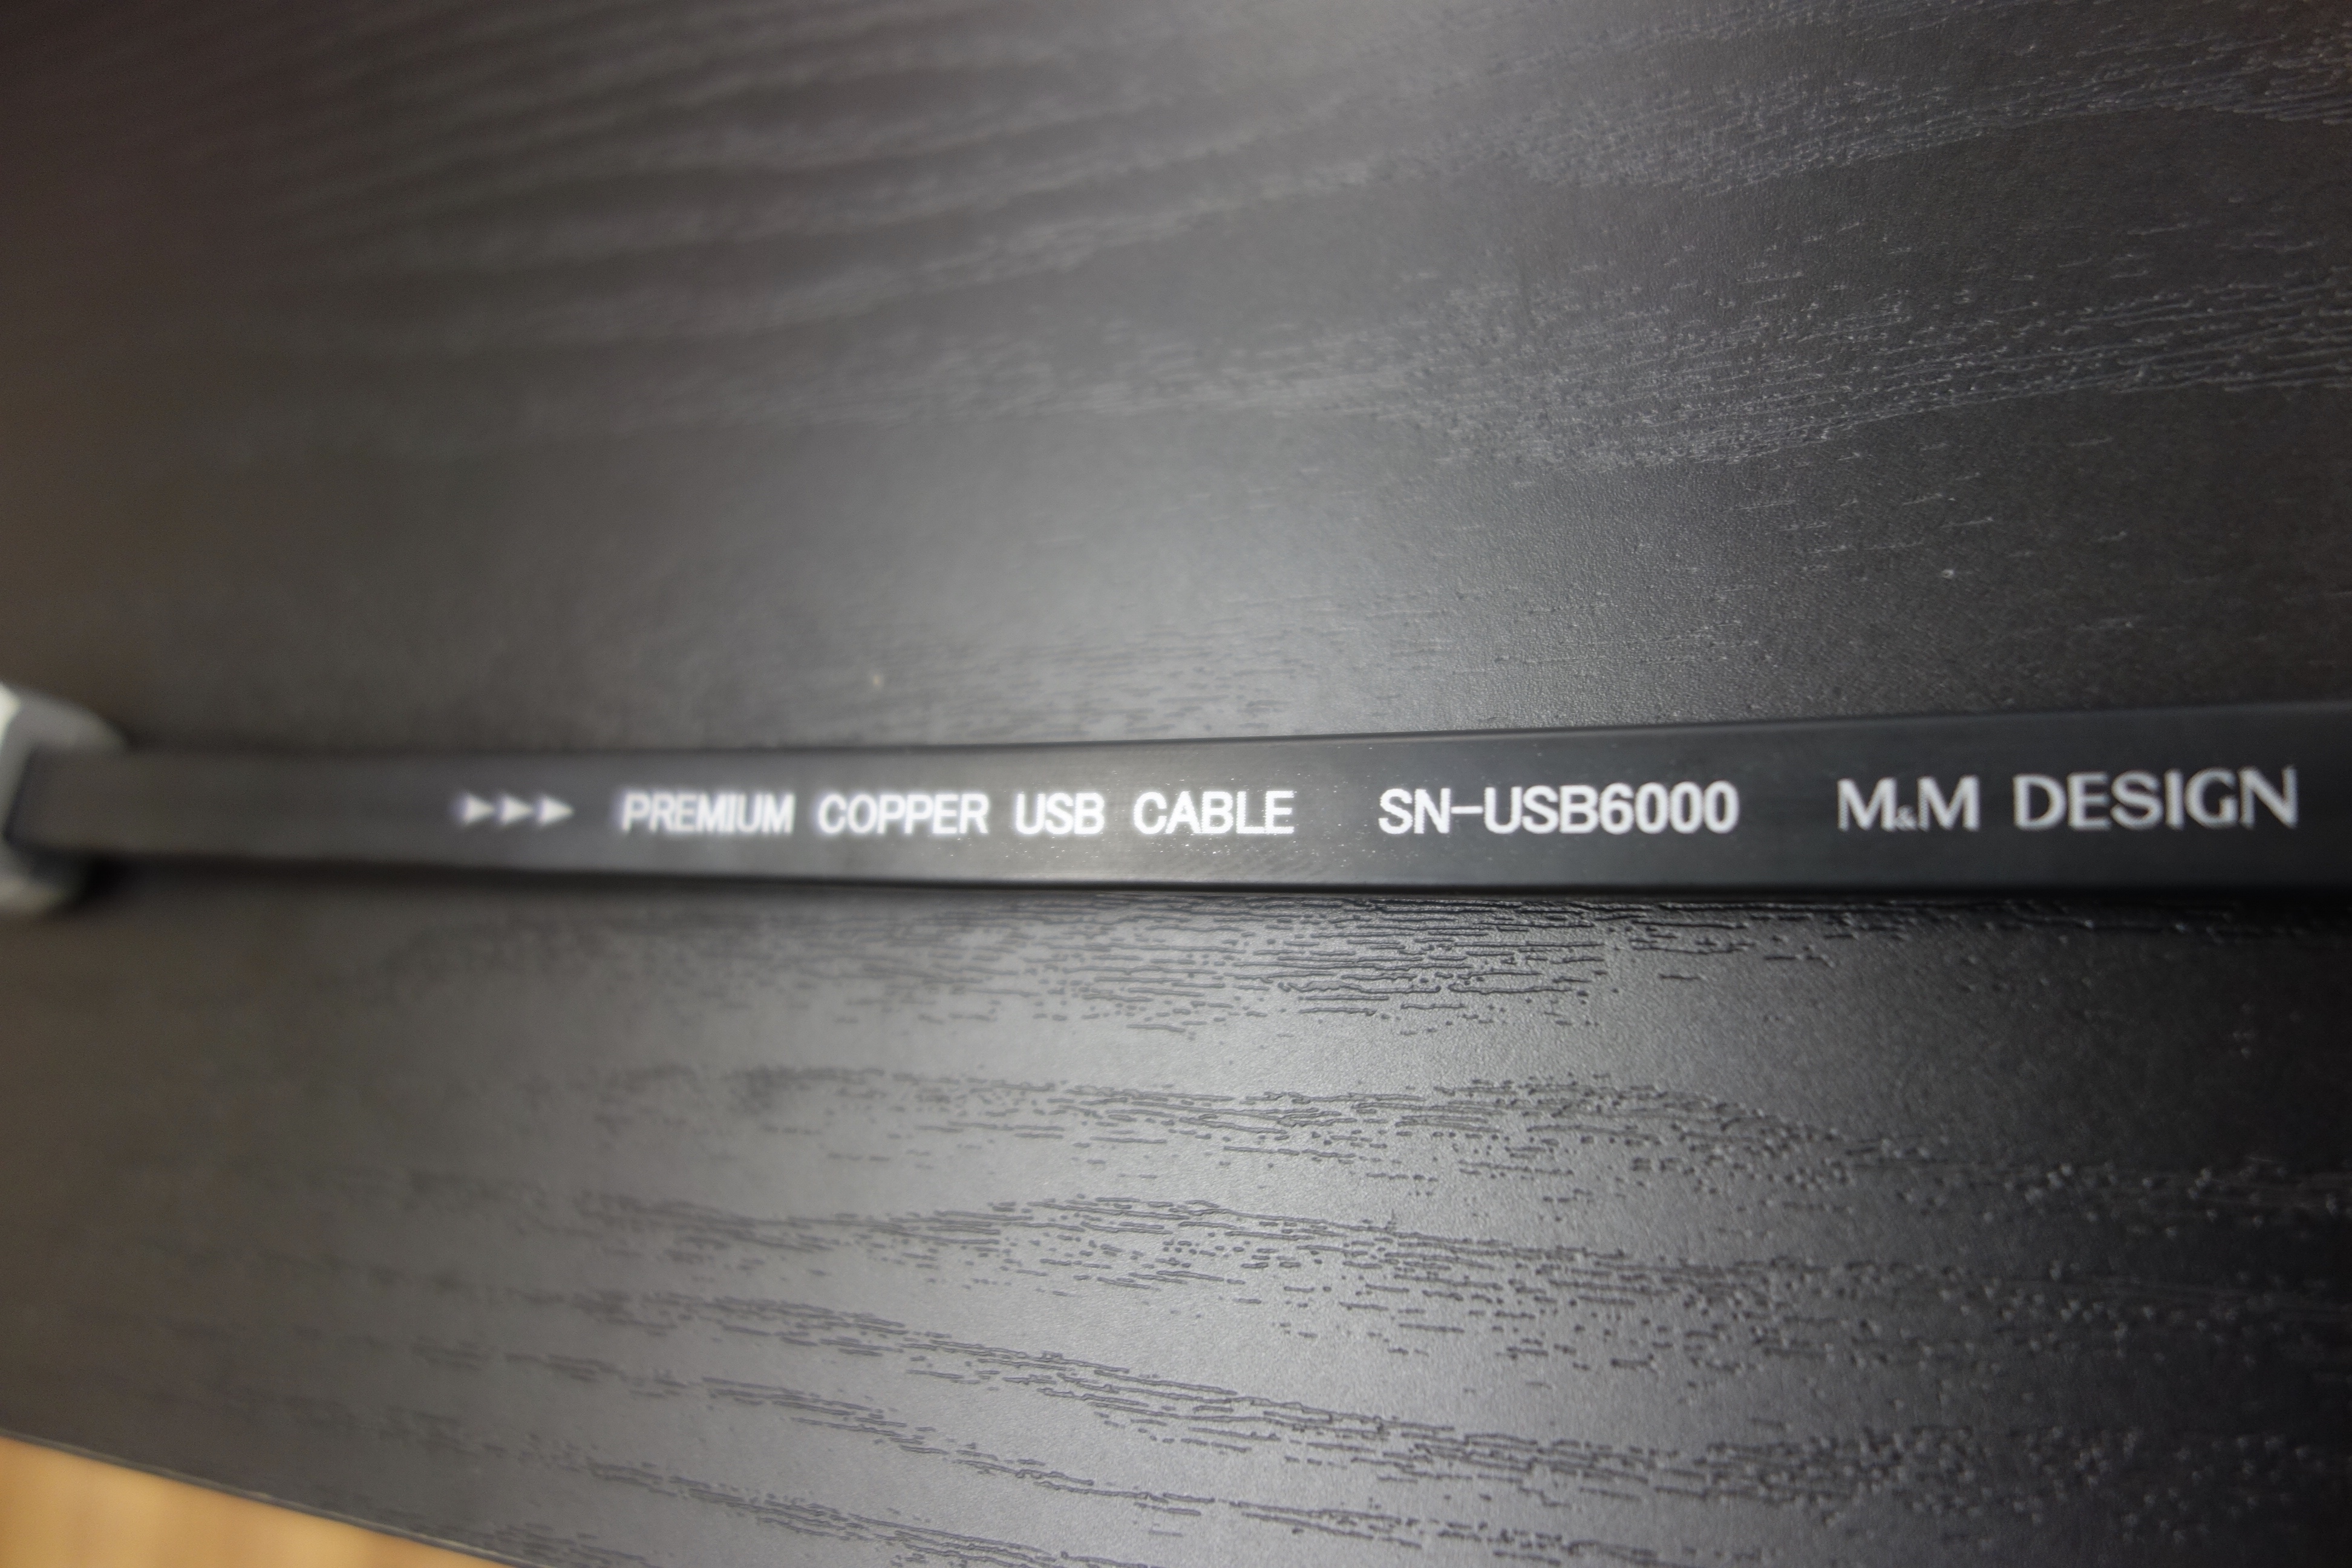 ▶▶▶ PREMIUM COPPER USB CABLE SN-USB6000 M&M DESIGN